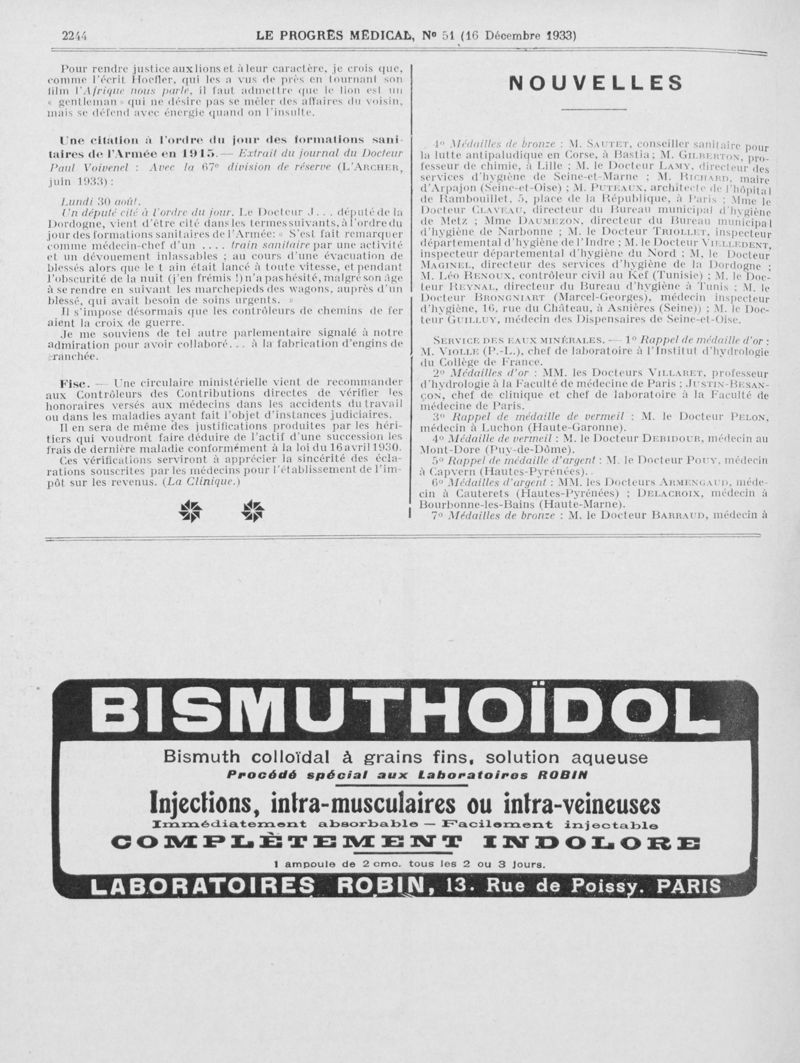 2244
LE PROGRÈS MÉDICAL, Nº 51 (16 Décembre 1933)
Pour rendre justice aux lions et à leur caractère, je crois que,
comme l'écrit Hoefler, qui les a vus de près en tournant son
film l'Afrique nous parle, il faut admettre que le lion est un
« gentleman » qui ne désire pas se mêler des affaires du voisin,
mais se défend avec énergie quand on l'insulte.
Une citation à l'ordre du jour des formations sani-
taires de l'Armée en 1915. — Extrait du journal du Docteur
Paul Voivenel : Avec la 67e division de réserve (L'ARCHER,
juin 1933) :
Lundi 30 août.
Un député cité à l'ordre du jour. Le Docteur J... député de la
Dordogne, vient d'être cité dans les termes suivants, à l'ordre du
jour des formations sanitaires de l'Armée: « S'est fait remarquer
comme médecin-chef d'un .... train sanitaire par une activité
et un dévouement inlassables ; au cours d'une évacuation de
blessés alors que le t ain était lancé à toute vitesse, et pendant
l'obscurité de la nuit (j'en frémis !) n'a pas hésité, malgré son âge
à se rendre en suivant les marchepieds des wagons, auprès d'un
blessé, qui avait besoin de soins urgents. »
Il s'impose désormais que les contrôleurs de chemins de fer
aient la croix de guerre.
Je me souviens de tel autre parlementaire signalé à notre
admiration pour avoir collaboré... à la fabrication d'engins de
tranchée.
Fisc. — Une circulaire ministérielle vient de recommander
aux Contrôleurs des Contributions directes de vérifier les
honoraires versés aux médecins dans les accidents du travail
ou dans les maladies ayant fait l'objet d'instances judiciaires.
Il en sera de même des justifications produites par les héri-
tiers qui voudront faire déduire de l'actif d'une succession les
frais de dernière maladie conformément à la loi du 16 avril 1930.
Ces vérifications serviront à apprécier la sincérité des écla-
rations souscrites par les médecins pour l'établissement de l'im-
pôt sur les revenus. (La Clinique.)
NOUVELLES
4º Médailles de bronze : M. SAUTET, conseiller sanitaire pour
la lutte antipaludique en Corse, à Bastia ; M. GILBERTON, pro-
fesseur de chimie, à Lille ; M. le Docteur LAMY, directeur des
services d'hygiène de Seine-et-Marne ; M. RICHARD, maire
d'Arpajon (Seine-et-Oise) ; M. PUTEAUX, architecte de l'hôpital
de Rambouillet, 5, place de la République, à Paris ; Mme le
Docteur CLAVEAU, directeur du Bureau municipal d'hygiène
de Metz ; Mme DAUMEZON, directeur du Bureau municipal
d'hygiène de Narbonne ; M. le Docteur TRIOLLET, inspecteur
départemental d'hygiène de l'Indre ; M. le Docteur VIELLEDENT,
inspecteur départemental d'hygiène du Nord ; M. le Docteur
MAGINEL, directeur des services d'hygiène de la Dordogne ;
M. Léo RENOUX, contrôleur civil au Kef (Tunisie) ; M. le Doc-
teur REYNAL, directeur du Bureau d'hygiène à Tunis ; M. le
Docteur BRONGNIART (Marcel-Georges), médecin inspecteur
d'hygiène, 16, rue du Château, à Asnières (Seine)) ; M. le Doc-
teur GUILLUY, médecin des Dispensaires de Seine-et-Oise.
SERVICE DES EAUX MINÉRALES. — 1º Rappel de médaille d'or :
M. VIOLLE (P.-L.), chef de laboratoire à l'Institut d'hydrologie
du Collège de France.
2º Médailles d'or : MM. les Docteurs VILLARET, professeur
d'hydrologie à la Faculté de médecine de Paris ; JUSTIN-BESAN-
ÇON, chef de clinique et chef de laboratoire à la Faculté de
médecine de Paris.
3º Rappel de médaille de vermeil : M. le Docteur PELON,
médecin à Luchon (Haute-Garonne).
4º Médaille de vermeil : M. le Docteur DEBIDOUR, médecin au
Mont-Dore (Puy-de-Dôme).
5º Rappel de médaille d'argent : M. le Docteur POUY, médecin
à Capvern (Hautes-Pyrénées).
6º Médailles d'argent : MM. les Docteurs ARMENGAUD, méde-
cin à Cauterets (Hautes-Pyrénées) ; DELACROIX, médecin à
Bourbonne-les-Bains (Haute-Marne).
7º Médailles de bronze : M. le Docteur BARRAUD, médecin à
BISMUTHOÏDOL
Bismuth colloïdal à grains fins, solution aqueuse
Procédé spécial aux Laboratoires ROBIN
Injections, intra-musculaires ou intra-veineuses
Immédiatement absorbable — Facilement injectable
COMPLÈTEMENT INDOLORE
1 ampoule de 2 cmc. tous les 2 ou 3 jours.
LABORATOIRES ROBIN, 13. Rue de Poissy. PARIS